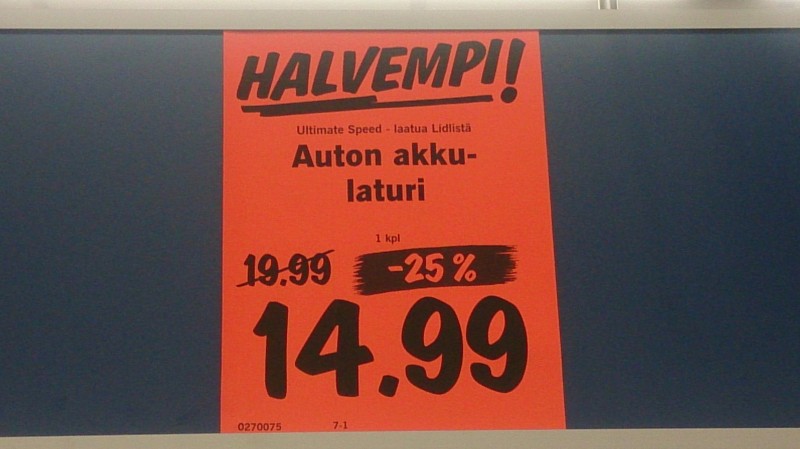 HALVEMPI!
Ultimate Speed - laatua Lidlistä
Auton akku-
laturi
1 kpl
19.99 -25 %
14.99
0270075 7-1